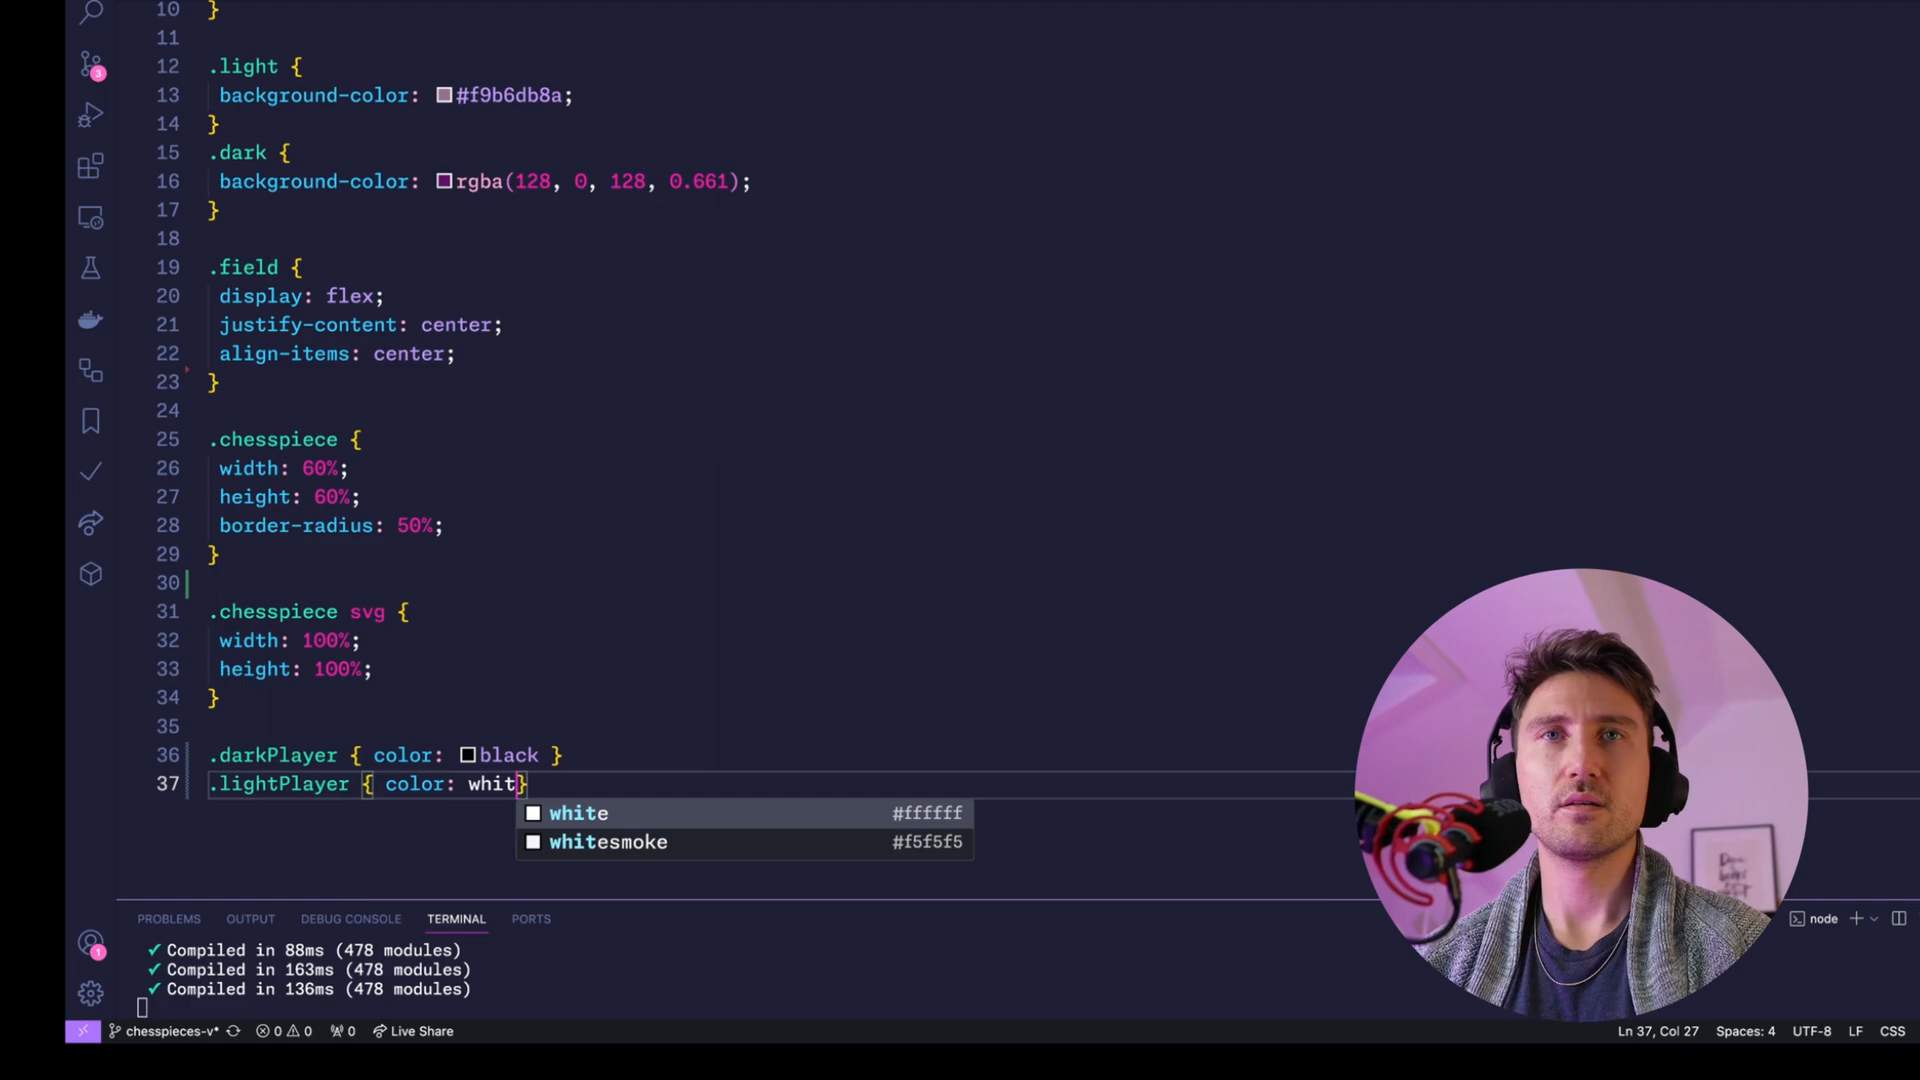 10 }
11
12 .light {
13 background-color: #f9b6db8a;
14 }
15 .dark {
16 background-color: rgba(128, 0, 128, 0.661);
17 }
18
19 .field {
20 display: flex;
21 justify-content: center;
22 align-items: center;
23 }
24
25 .chesspiece {
26 width: 60%;
27 height: 60%;
28 border-radius: 50%;
29 }
30
31 .chesspiece svg {
32 width: 100%;
33 height: 100%;
34 }
35
36 .darkPlayer { color: black }
37 .lightPlayer { color: whit}
white #ffffff
whitesmoke #f5f5f5
3
PROBLEMS OUTPUT DEBUG CONSOLE TERMINAL PORTS
node
✓ Compiled in 88ms (478 modules)
✓ Compiled in 163ms (478 modules)
✓ Compiled in 136ms (478 modules)
1
chesspieces-v* 0 0 0 Live Share
Ln 37, Col 27 Spaces: 4 UTF-8 LF CSS